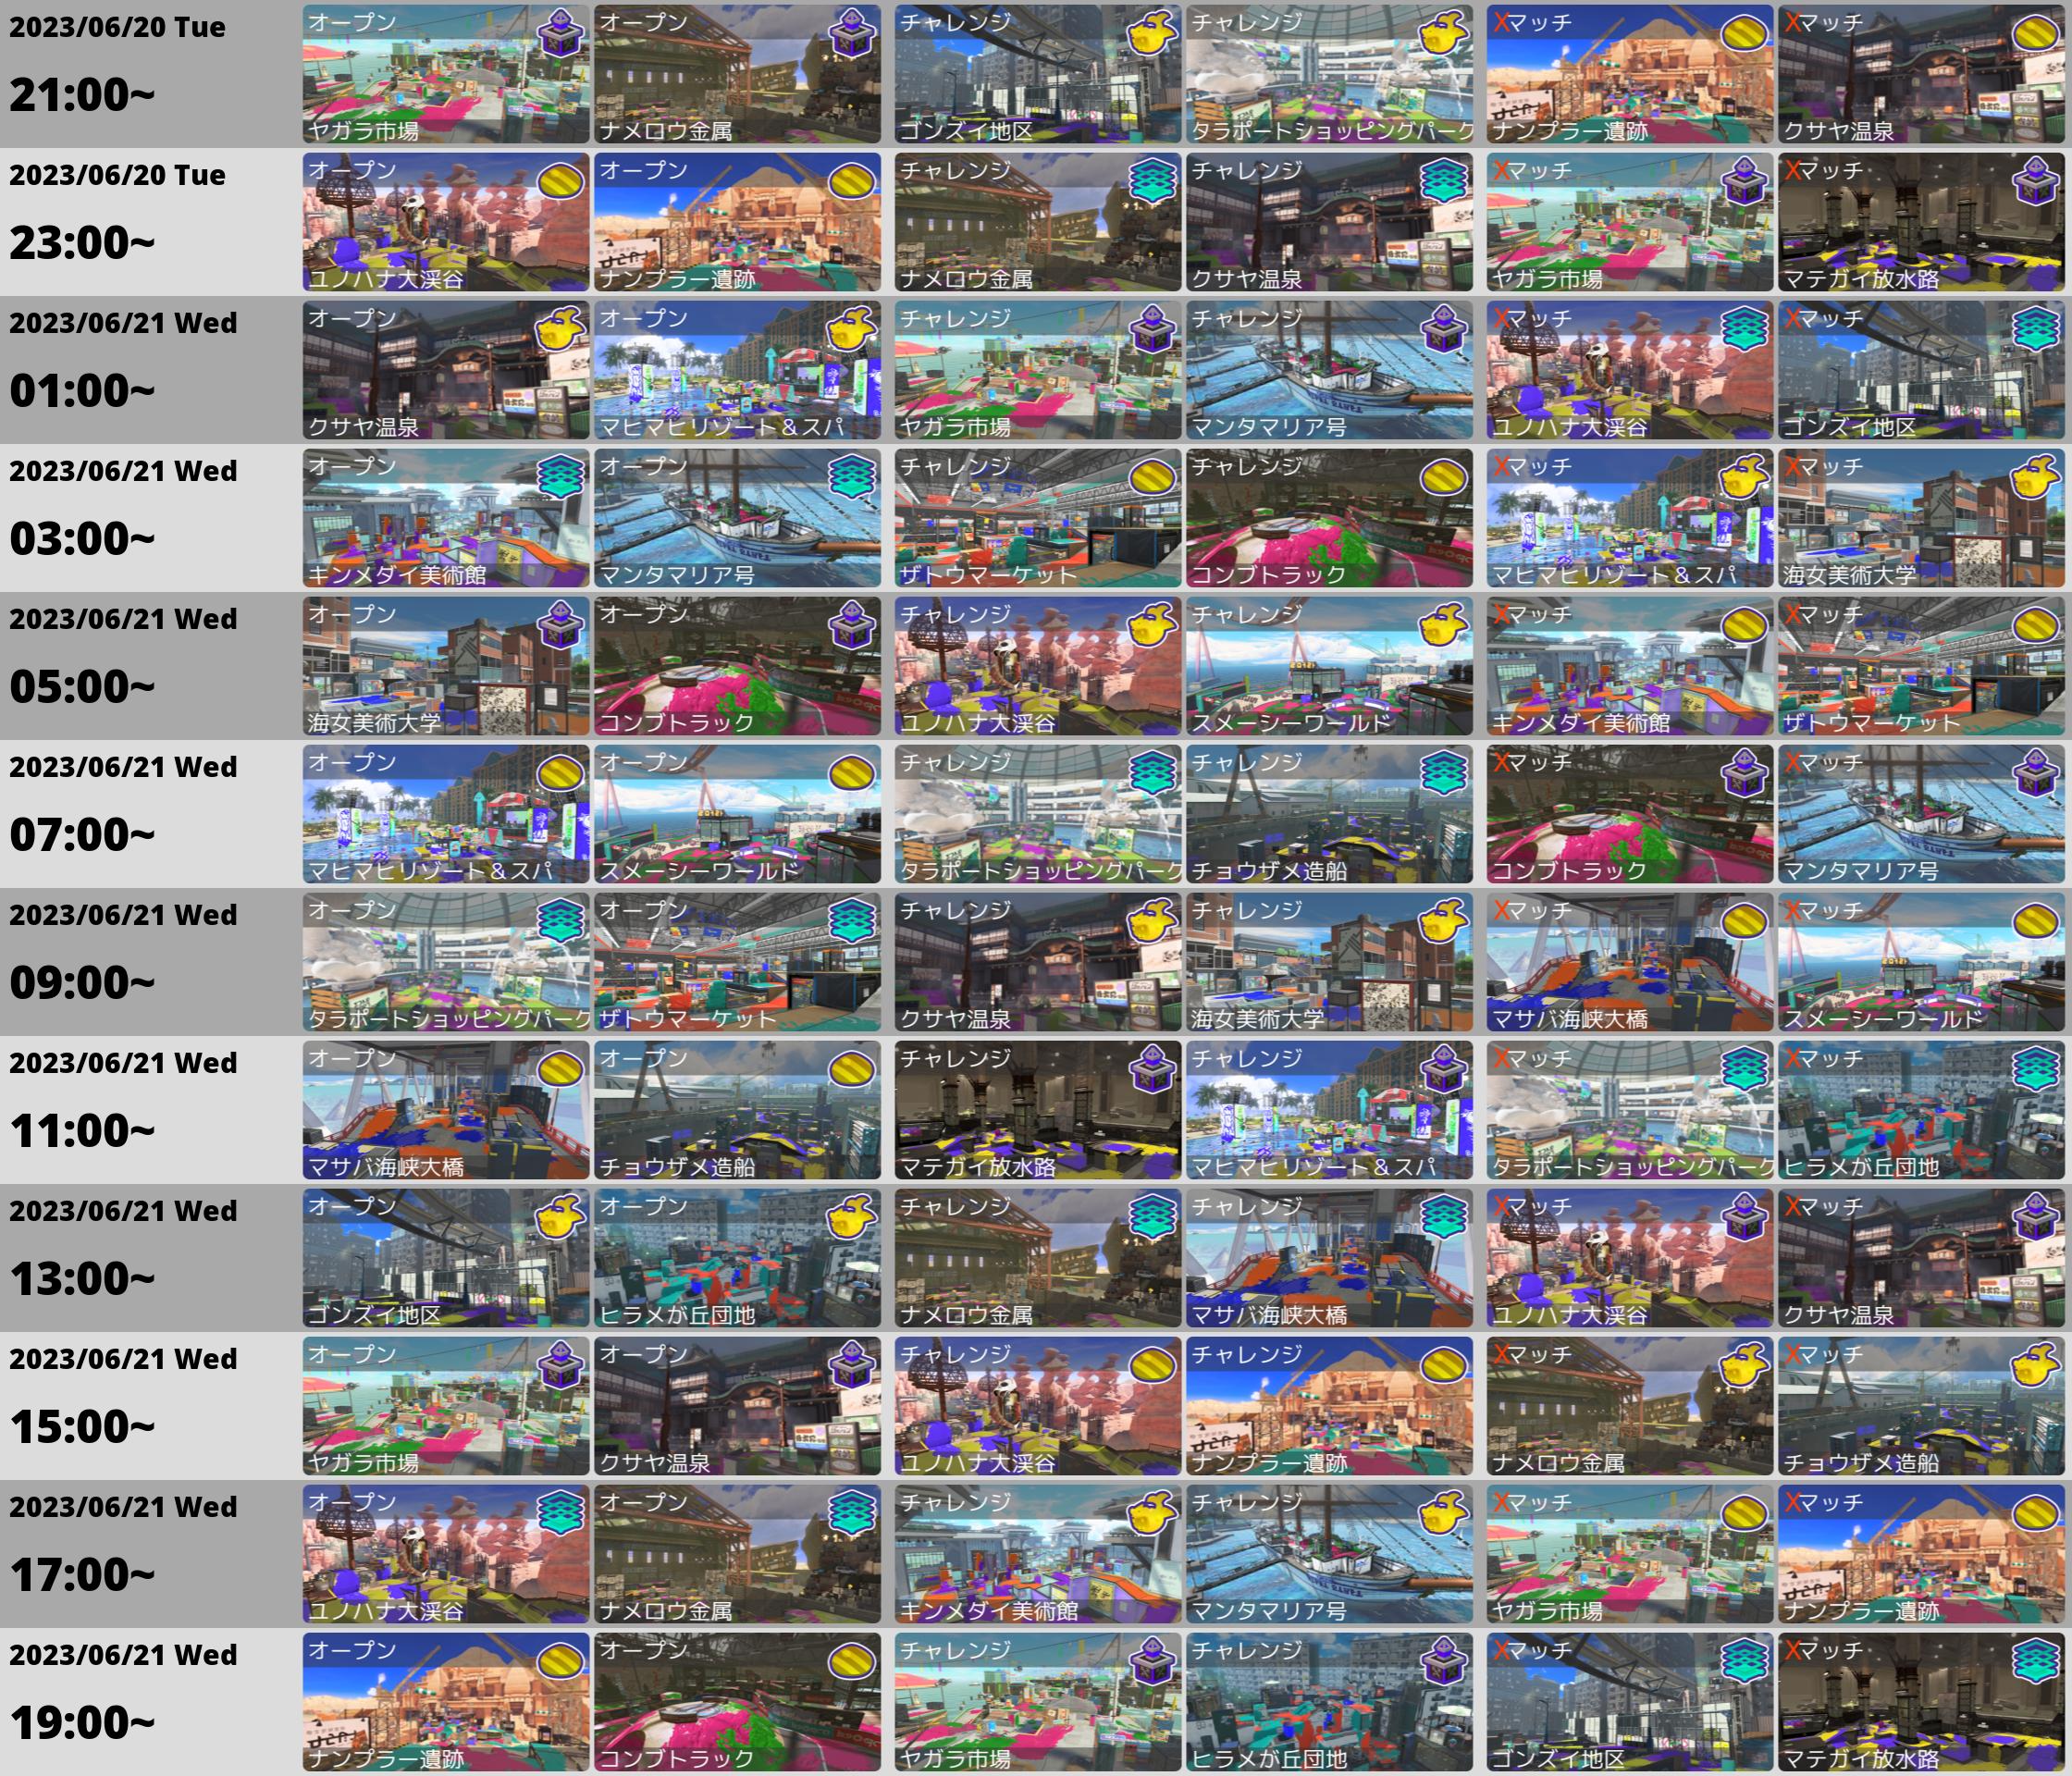 2023/06/20 Tue
21:00~
オープン オープン チャレンジ チャレンジ Xマッチ Xマッチ
ヤガラ市場 ナメロウ金属 ゴンズイ地区 タラポートショッピングパーク ナンプラー遺跡 クサヤ温泉
2023/06/20 Tue
23:00~
オープン オープン チャレンジ チャレンジ Xマッチ Xマッチ
ユノハナ大渓谷 ナンプラー遺跡 ナメロウ金属 クサヤ温泉 ヤガラ市場 マテガイ放水路
2023/06/21 Wed
01:00~
オープン オープン チャレンジ チャレンジ Xマッチ Xマッチ
クサヤ温泉 マヒマヒリゾート＆スパ ヤガラ市場 マンタマリア号 ユノハナ大渓谷 ゴンズイ地区
2023/06/21 Wed
03:00~
オープン オープン チャレンジ チャレンジ Xマッチ Xマッチ
キンメダイ美術館 マンタマリア号 ザトウマーケット コンブトラック マヒマヒリゾート＆スパ 海女美術大学
2023/06/21 Wed
05:00~
オープン オープン チャレンジ チャレンジ Xマッチ Xマッチ
海女美術大学 コンブトラック ユノハナ大渓谷 スメーシーワールド キンメダイ美術館 ザトウマーケット
2023/06/21 Wed
07:00~
オープン オープン チャレンジ チャレンジ Xマッチ Xマッチ
マヒマヒリゾート＆スパ スメーシーワールド タラポートショッピングパーク チョウザメ造船 コンブトラック マンタマリア号
2023/06/21 Wed
09:00~
オープン オープン チャレンジ チャレンジ Xマッチ Xマッチ
タラポートショッピングパーク ザトウマーケット クサヤ温泉 海女美術大学 マサバ海峡大橋 スメーシーワールド
2023/06/21 Wed
11:00~
オープン オープン チャレンジ チャレンジ Xマッチ Xマッチ
マサバ海峡大橋 チョウザメ造船 マテガイ放水路 マヒマヒリゾート＆スパ タラポートショッピングパーク ヒラメが丘団地
2023/06/21 Wed
13:00~
オープン オープン チャレンジ チャレンジ Xマッチ Xマッチ
ゴンズイ地区 ヒラメが丘団地 ナメロウ金属 マサバ海峡大橋 ユノハナ大渓谷 クサヤ温泉
2023/06/21 Wed
15:00~
オープン オープン チャレンジ チャレンジ Xマッチ Xマッチ
ヤガラ市場 クサヤ温泉 ユノハナ大渓谷 ナンプラー遺跡 ナメロウ金属 チョウザメ造船
2023/06/21 Wed
17:00~
オープン オープン チャレンジ チャレンジ Xマッチ Xマッチ
ユノハナ大渓谷 ナメロウ金属 キンメダイ美術館 マンタマリア号 ヤガラ市場 ナンプラー遺跡
2023/06/21 Wed
19:00~
オープン オープン チャレンジ チャレンジ Xマッチ Xマッチ
ナンプラー遺跡 コンブトラック ヤガラ市場 ヒラメが丘団地 ゴンズイ地区 マテガイ放水路